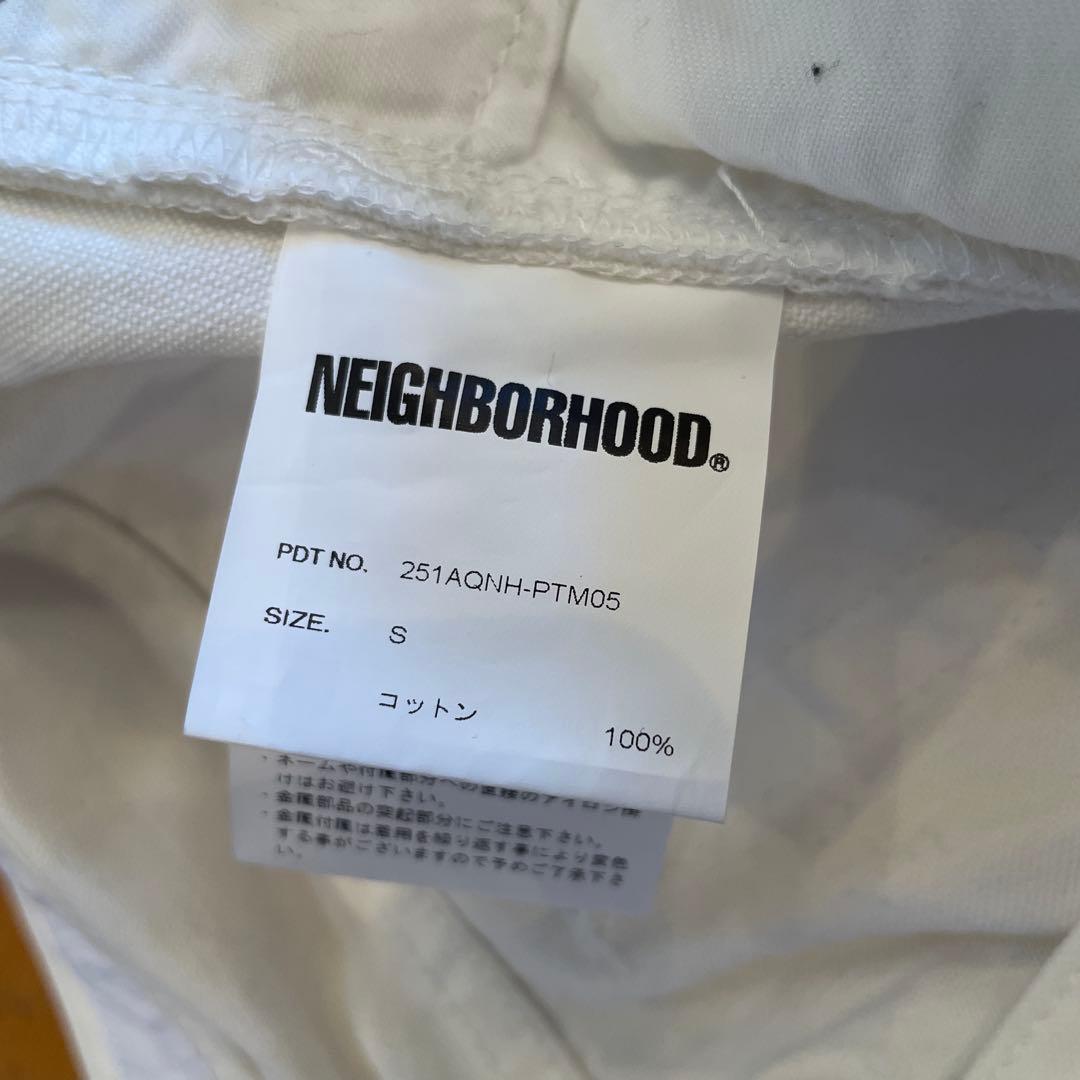 NEIGHBORHOOD®
PDT NO. 251AQNH-PTM05
SIZE. S
コットン 100%
・ネームや付属部分への直接のアイロン掛
けはお避け下さい。
・金属部品の突起部分にご注意下さい。
・金属付属は着用を繰り返す事により変色
する事がございますので予めご了承下さ
い。